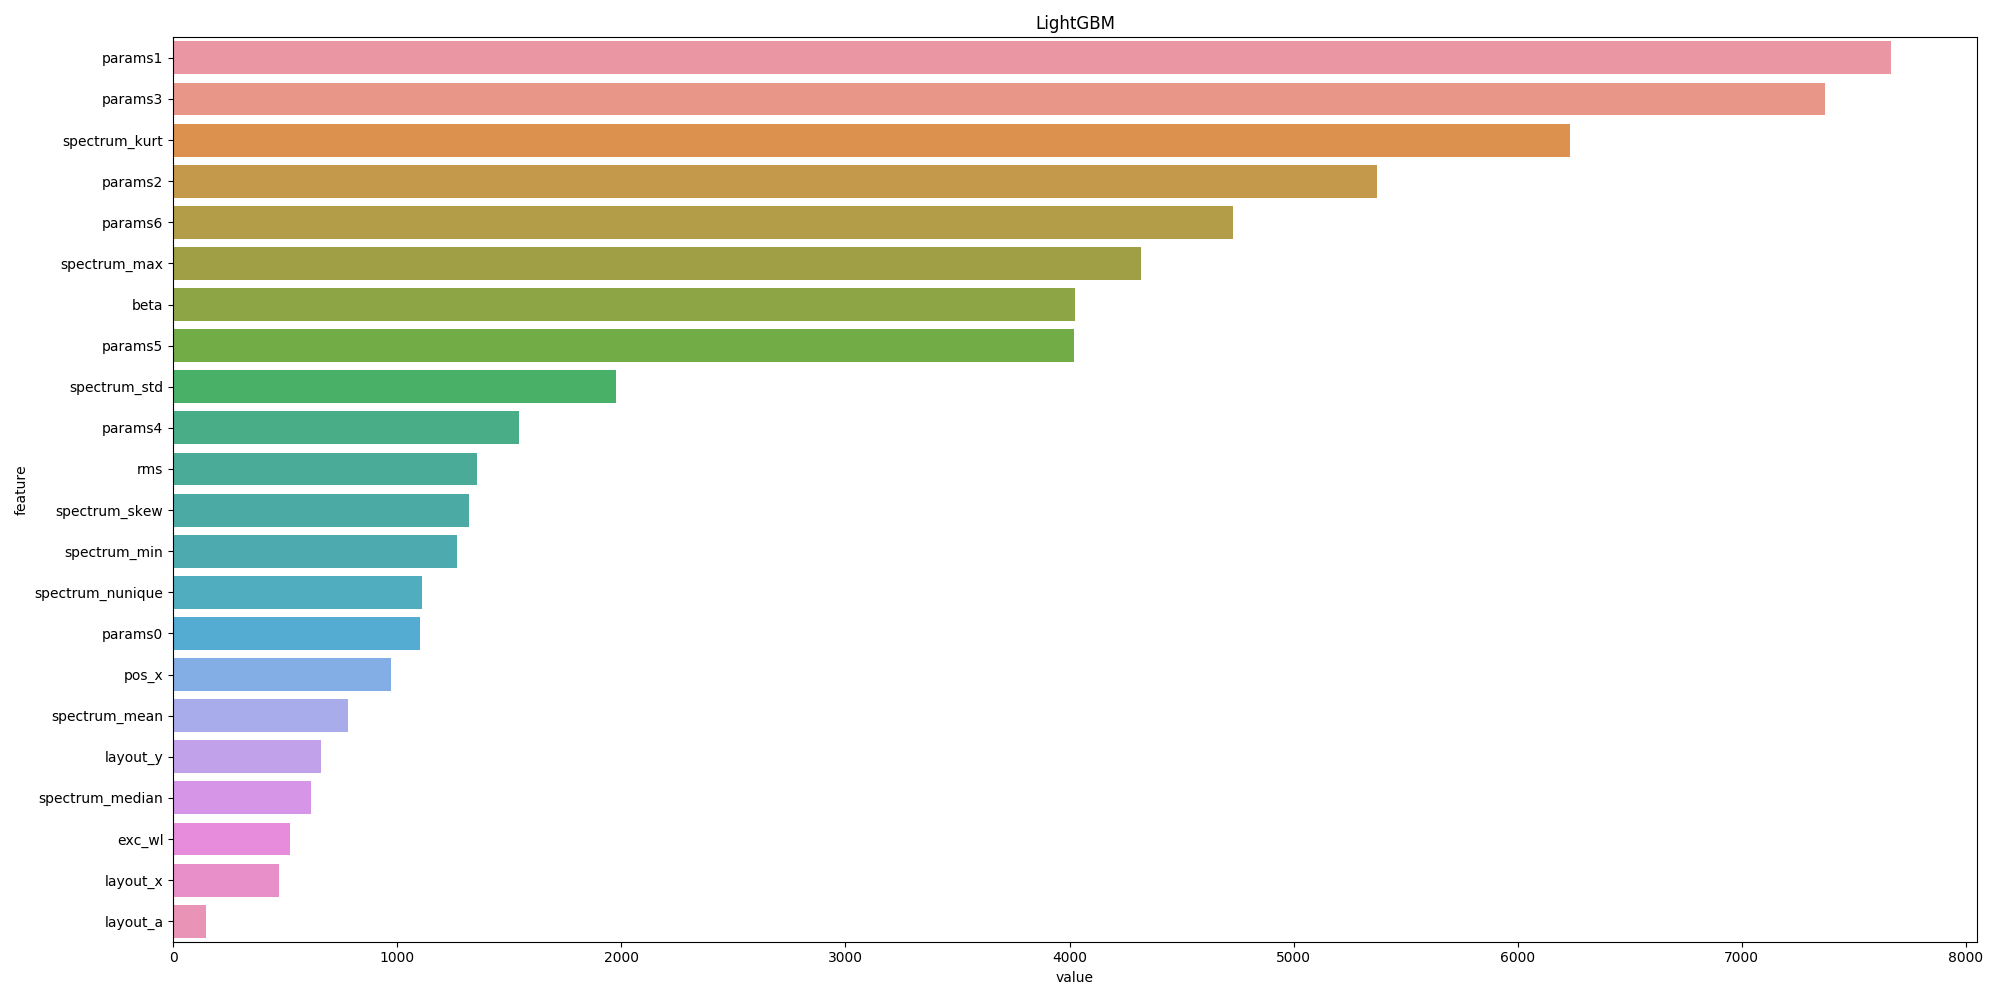 LightGBM
params1
params3
spectrum_kurt
params2
params6
spectrum_max
beta
params5
spectrum_std
params4
rms
spectrum_skew
spectrum_min
spectrum_nunique
params0
pos_x
spectrum_mean
layout_y
spectrum_median
exc_wl
layout_x
layout_a
feature
0 1000 2000 3000 4000 5000 6000 7000 8000
value